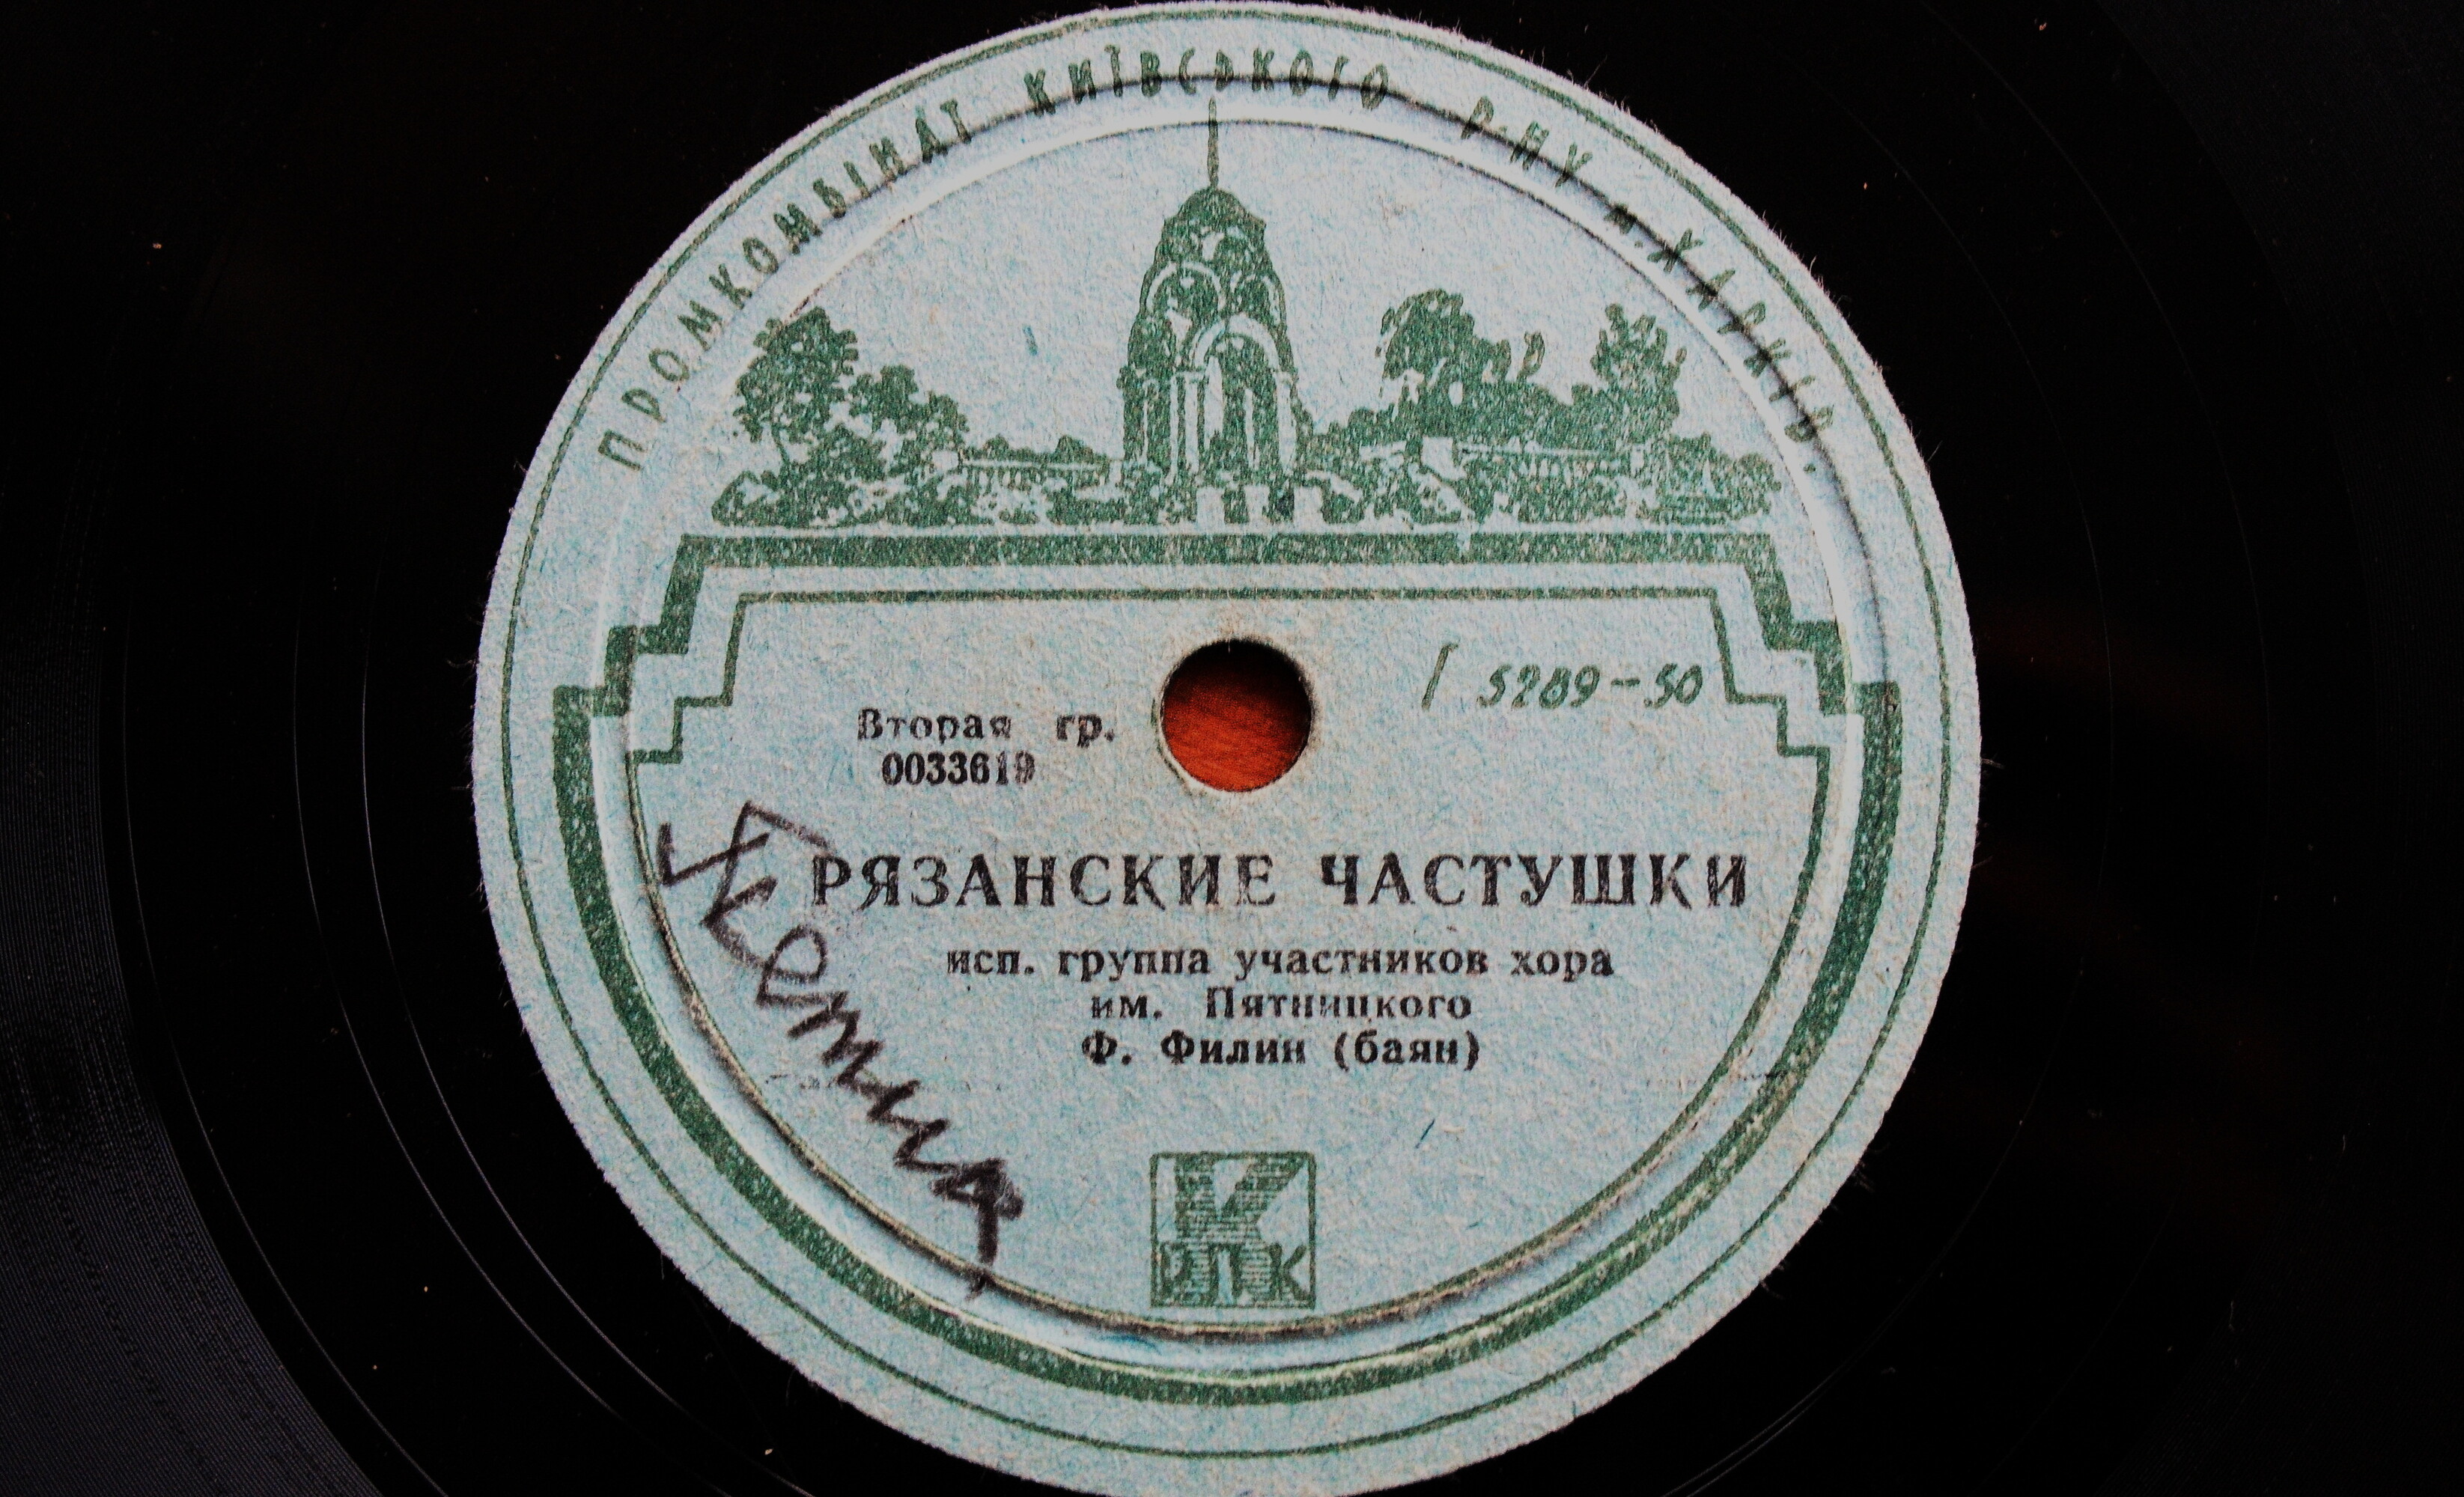 ПРОМКОМБІНАТ КИЇВСЬКОГО Р-НУ м. ХАРКІВ.
Г 5289-50
Вторая гр.
0033619
РЯЗАНСКИЕ ЧАСТУШКИ
исп. группа участников хора
им. Пятницкого
Ф. Филин (баян)
К
РПК